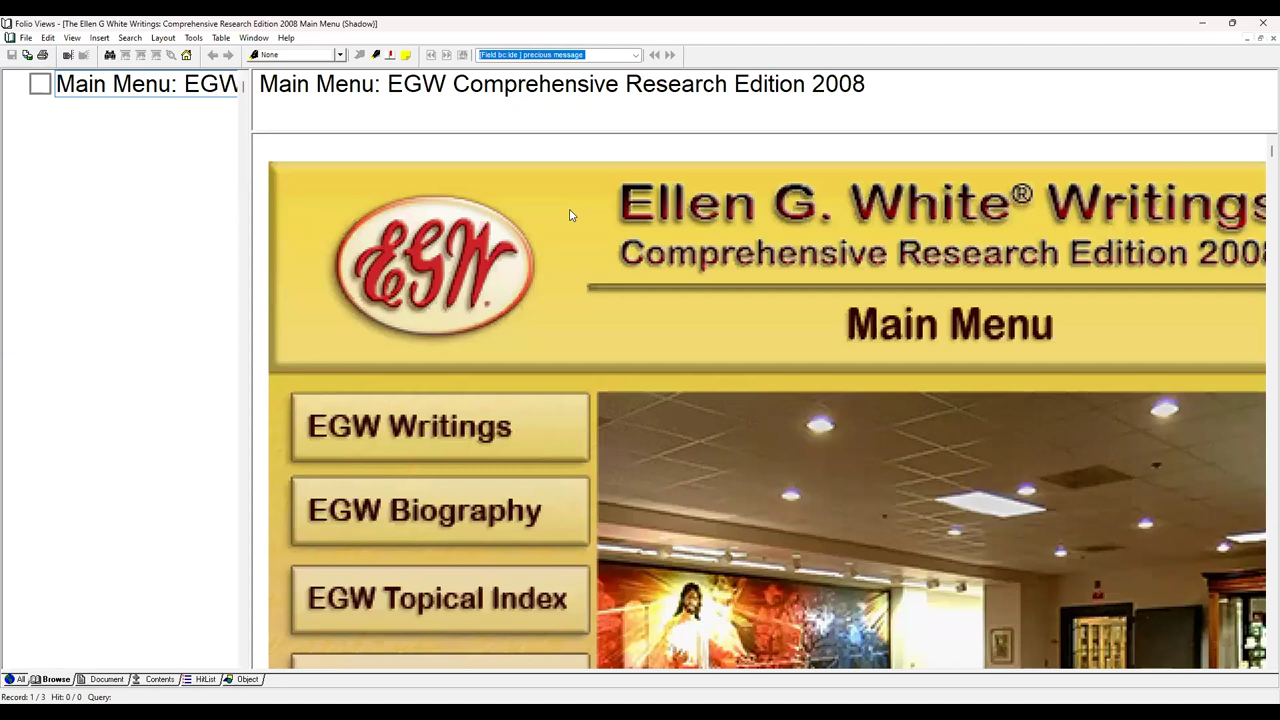 Folio Views - [The Ellen G White Writings: Comprehensive Research Edition 2008 Main Menu (Shadow)]
File Edit View Insert Search Layout Tools Table Window Help
None
[Field bc lde ] precious message
Main Menu: EGW
Main Menu: EGW Comprehensive Research Edition 2008
EGW
Ellen G. White® Writings
Comprehensive Research Edition 2008
Main Menu
EGW Writings
EGW Biography
EGW Topical Index
All Browse Document Contents HitList Object
Record: 1 / 3 Hit: 0 / 0 Query: